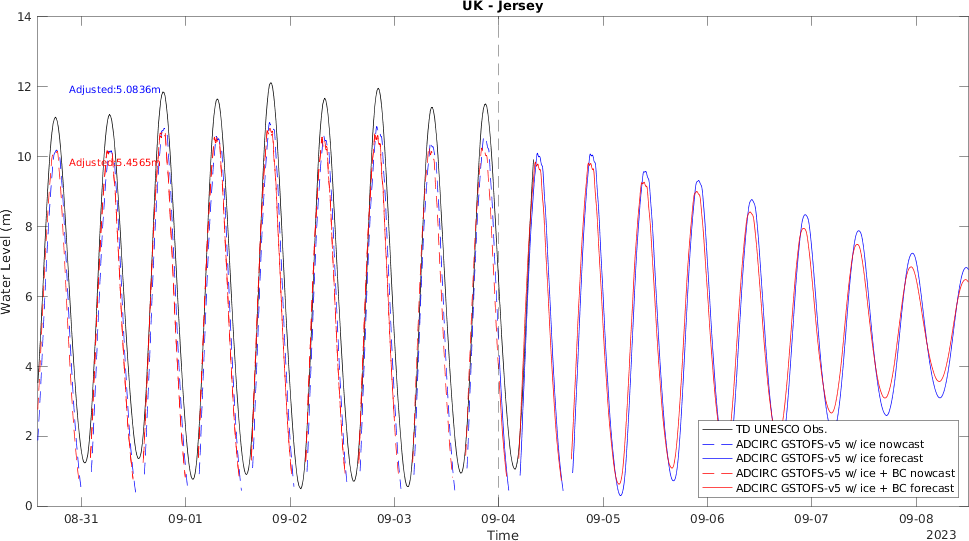 UK - Jersey
14
12
10
8
6
4
2
0
Water Level (m)
Adjusted:5.0836m
Adjusted:5.4565m
TD UNESCO Obs.
ADCIRC GSTOFS-v5 w/ ice nowcast
ADCIRC GSTOFS-v5 w/ ice forecast
ADCIRC GSTOFS-v5 w/ ice + BC nowcast
ADCIRC GSTOFS-v5 w/ ice + BC forecast
08-31 09-01 09-02 09-03 09-04 09-05 09-06 09-07 09-08
Time
2023